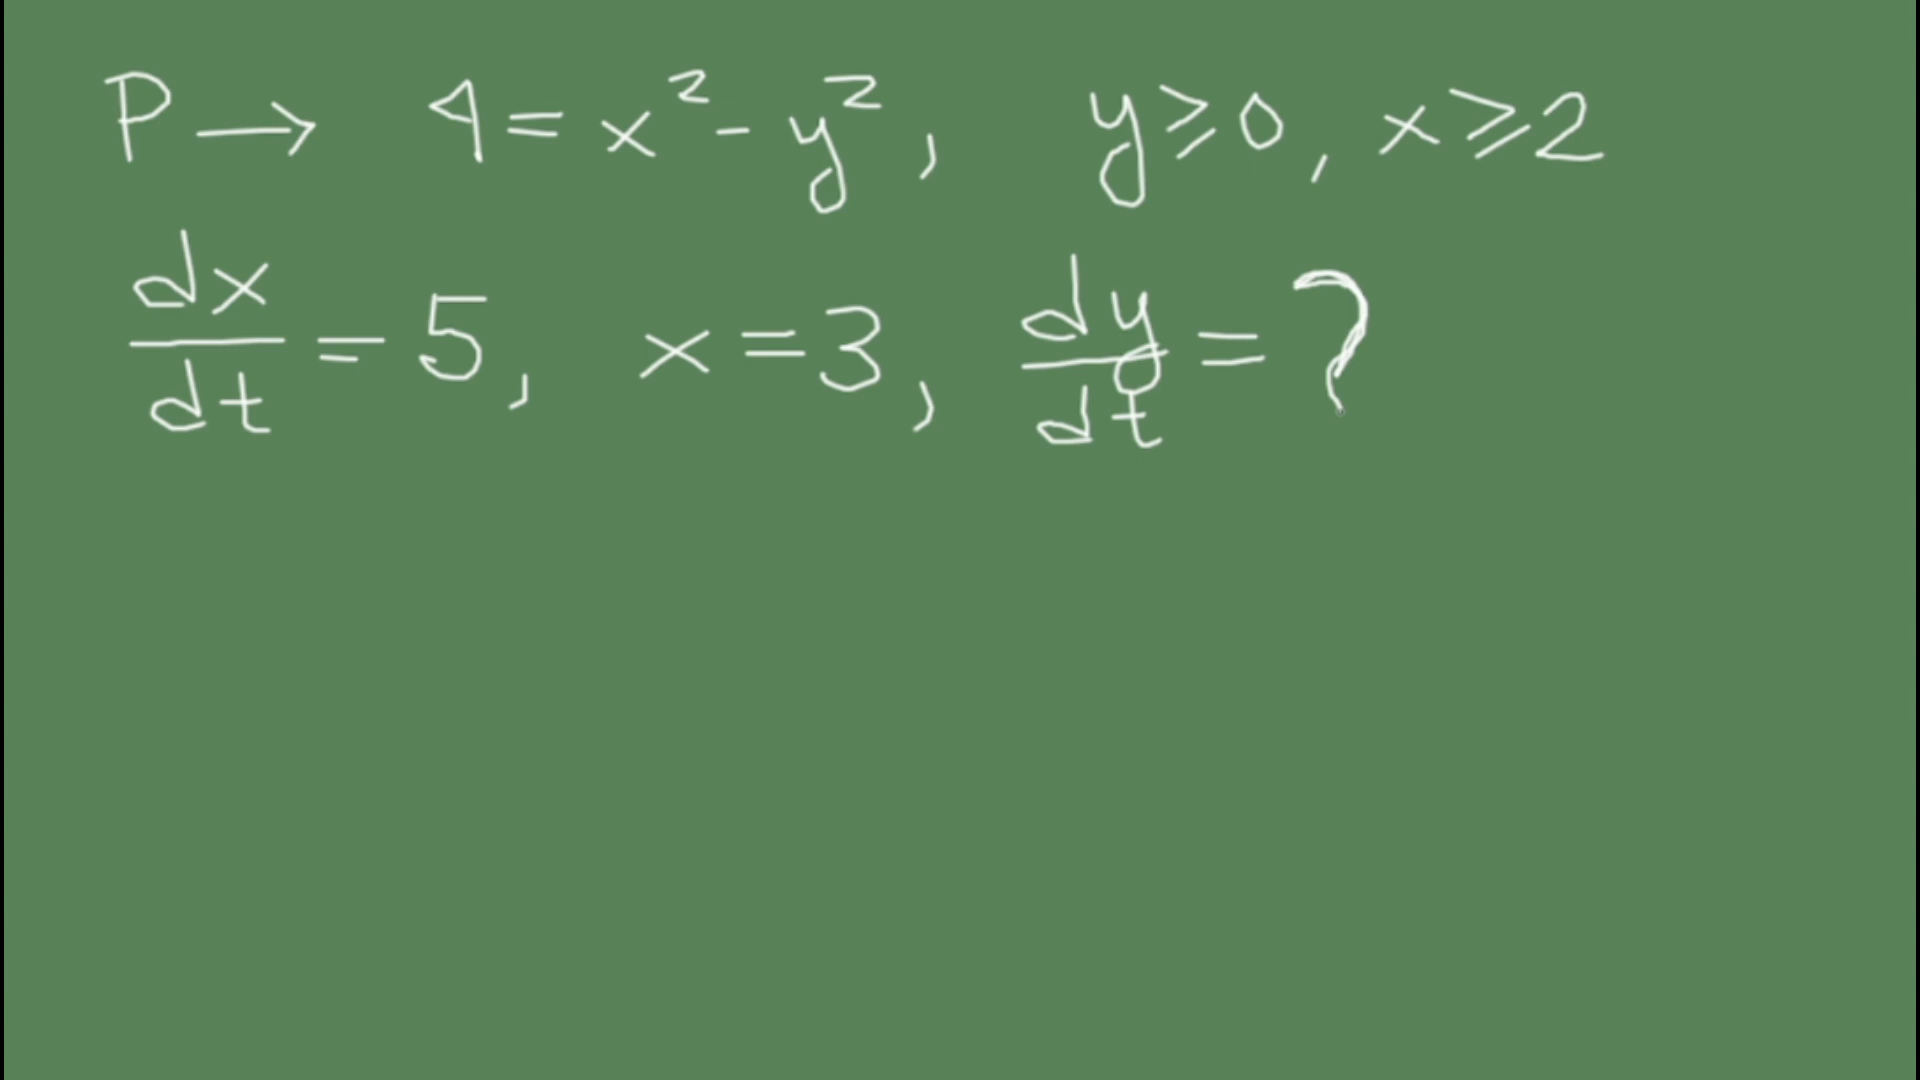 P → 4 = x² - y², y ≥ 0, x ≥ 2
dx/dt = 5, x = 3, dy/dt = ?